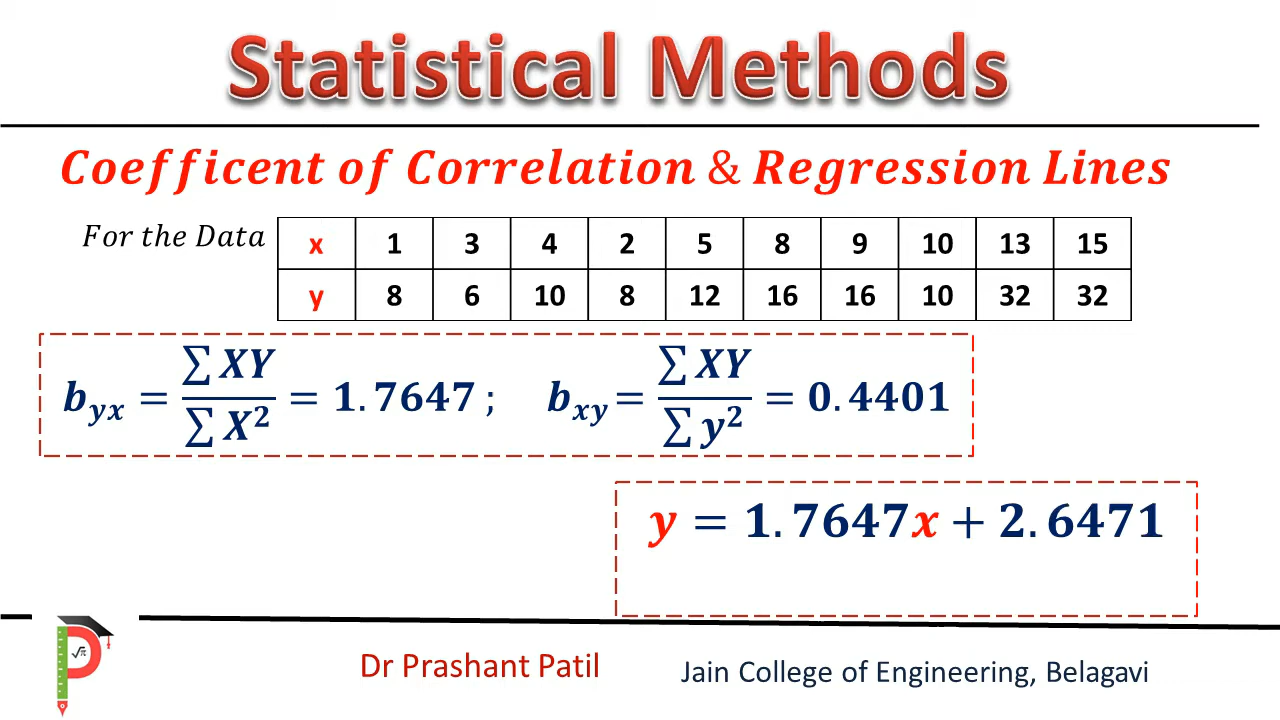 Statistical Methods
Coefficent of Correlation & Regression Lines
For the Data
x 1 3 4 2 5 8 9 10 13 15
y 8 6 10 8 12 16 16 10 32 32
b_yx = ∑XY / ∑X² = 1.7647 ; b_xy = ∑XY / ∑y² = 0.4401
y = 1.7647x + 2.6471
√π
Dr Prashant Patil
Jain College of Engineering, Belagavi